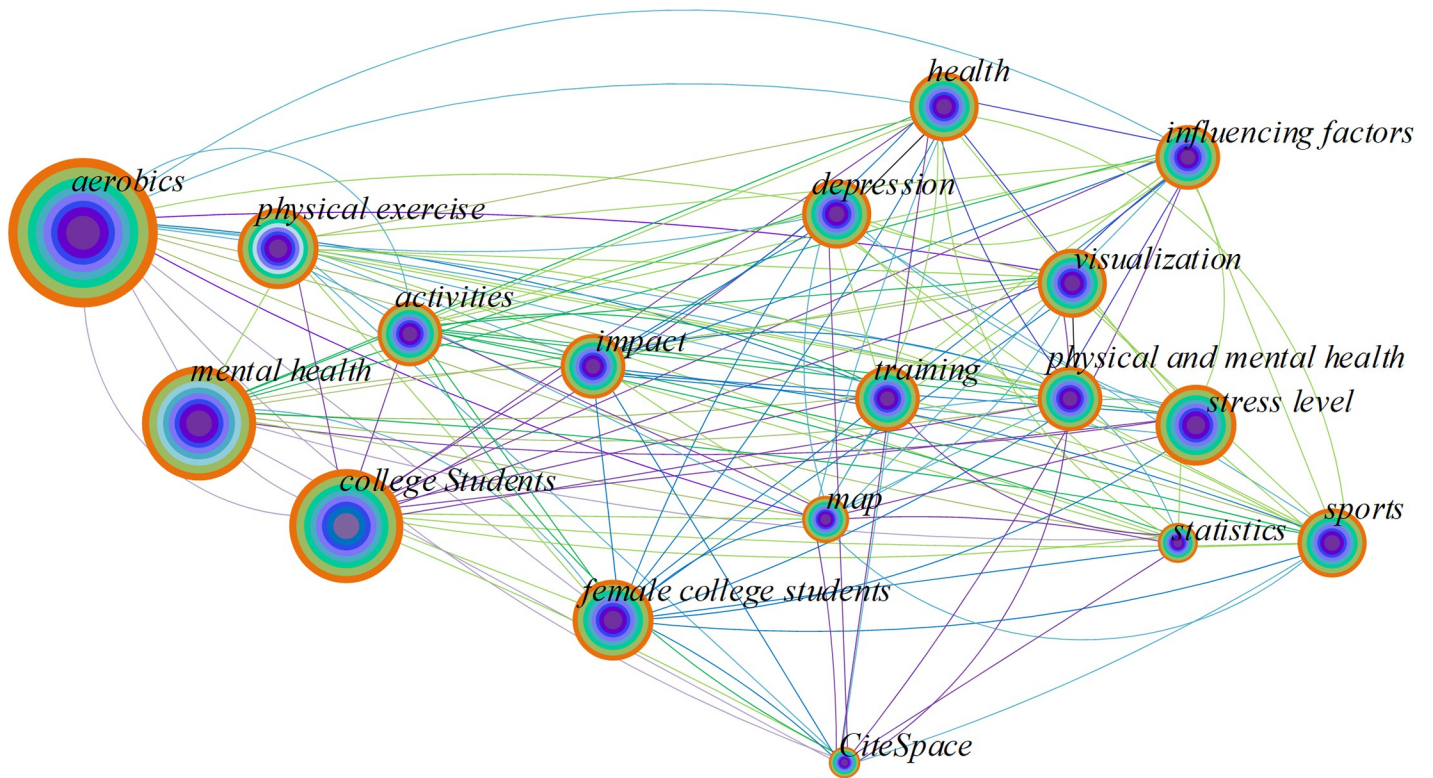 health
influencing factors
aerobics
depression
physical exercise
visualization
activities
impact
physical and mental health
mental health
training
stress level
college Students
map
sports
statistics
female college students
CiteSpace